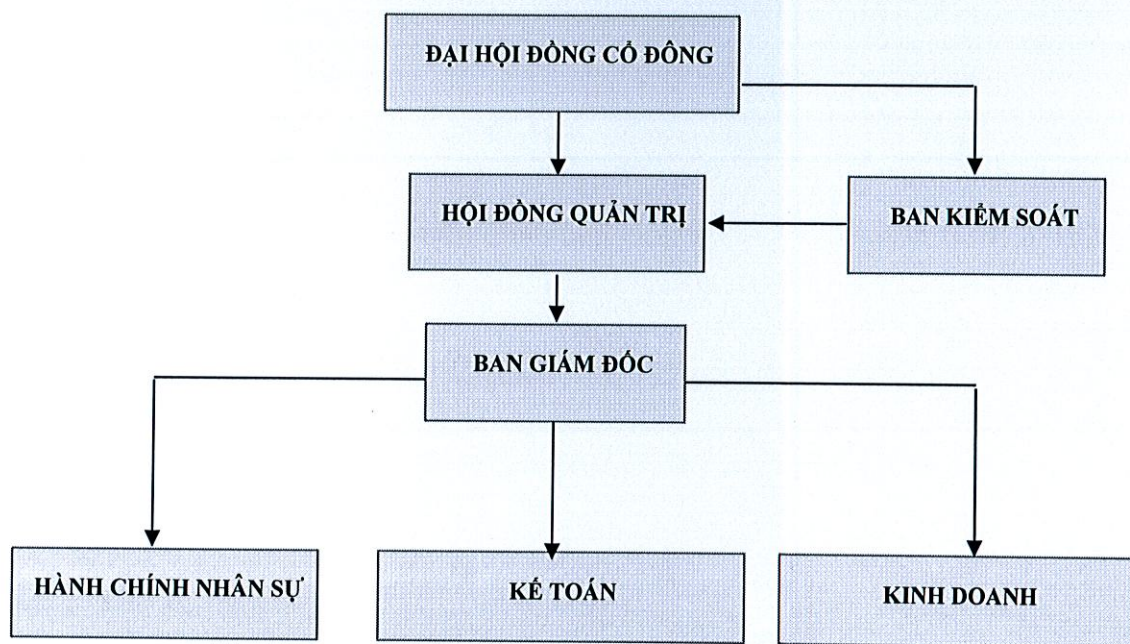 ĐẠI HỘI ĐỒNG CỔ ĐÔNG
HỘI ĐỒNG QUẢN TRỊ
BAN KIỂM SOÁT
BAN GIÁM ĐỐC
HÀNH CHÍNH NHÂN SỰ
KẾ TOÁN
KINH DOANH